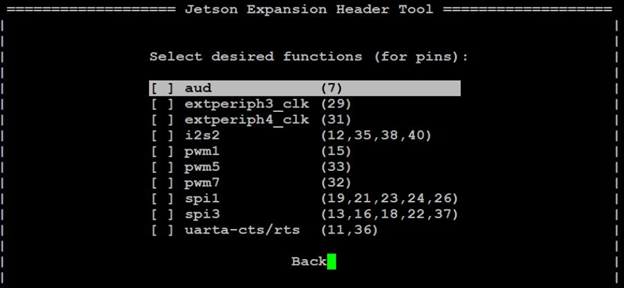 =================== Jetson Expansion Header Tool ===================
Select desired functions (for pins):
[ ] aud (7)
[ ] extperiph3_clk (29)
[ ] extperiph4_clk (31)
[ ] i2s2 (12,35,38,40)
[ ] pwm1 (15)
[ ] pwm5 (33)
[ ] pwm7 (32)
[ ] spi1 (19,21,23,24,26)
[ ] spi3 (13,16,18,22,37)
[ ] uarta-cts/rts (11,36)
Back